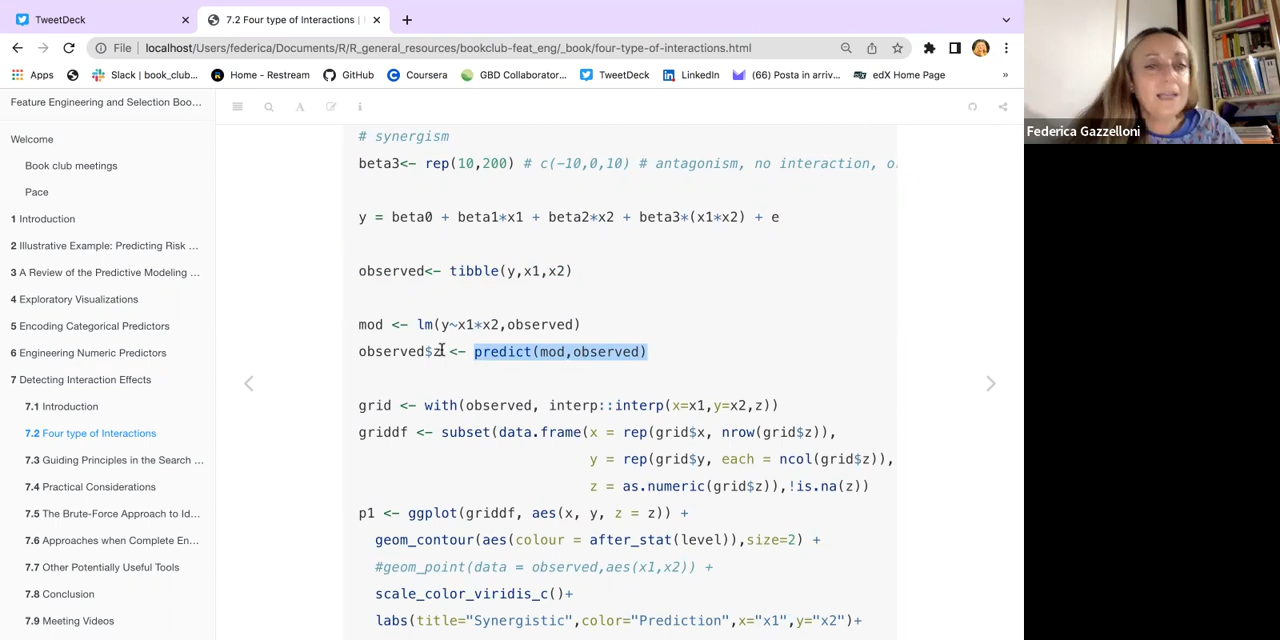 TweetDeck
7.2 Four type of Interactions |
File localhost/Users/federica/Documents/R/R_general_resources/bookclub-feat_eng/_book/four-type-of-interactions.html
Apps Slack | book_club... Home - Restream GitHub Coursera GBD Collaborator... TweetDeck LinkedIn (66) Posta in arriv... edX Home Page »
Feature Engineering and Selection Boo...
Welcome
Book club meetings
Pace
1 Introduction
2 Illustrative Example: Predicting Risk ...
3 A Review of the Predictive Modeling ...
4 Exploratory Visualizations
5 Encoding Categorical Predictors
6 Engineering Numeric Predictors
7 Detecting Interaction Effects
7.1 Introduction
7.2 Four type of Interactions
7.3 Guiding Principles in the Search ...
7.4 Practical Considerations
7.5 The Brute-Force Approach to Id...
7.6 Approaches when Complete En...
7.7 Other Potentially Useful Tools
7.8 Conclusion
7.9 Meeting Videos
# synergism
beta3<- rep(10,200) # c(-10,0,10) # antagonism, no interaction, o
y = beta0 + beta1*x1 + beta2*x2 + beta3*(x1*x2) + e
observed<- tibble(y,x1,x2)
mod <- lm(y~x1*x2,observed)
observed$z <- predict(mod,observed)
grid <- with(observed, interp::interp(x=x1,y=x2,z))
griddf <- subset(data.frame(x = rep(grid$x, nrow(grid$z)),
y = rep(grid$y, each = ncol(grid$z)),
z = as.numeric(grid$z)),!is.na(z))
p1 <- ggplot(griddf, aes(x, y, z = z)) +
geom_contour(aes(colour = after_stat(level)),size=2) +
#geom_point(data = observed,aes(x1,x2)) +
scale_color_viridis_c()+
labs(title="Synergistic",color="Prediction",x="x1",y="x2")+
Federica Gazzelloni